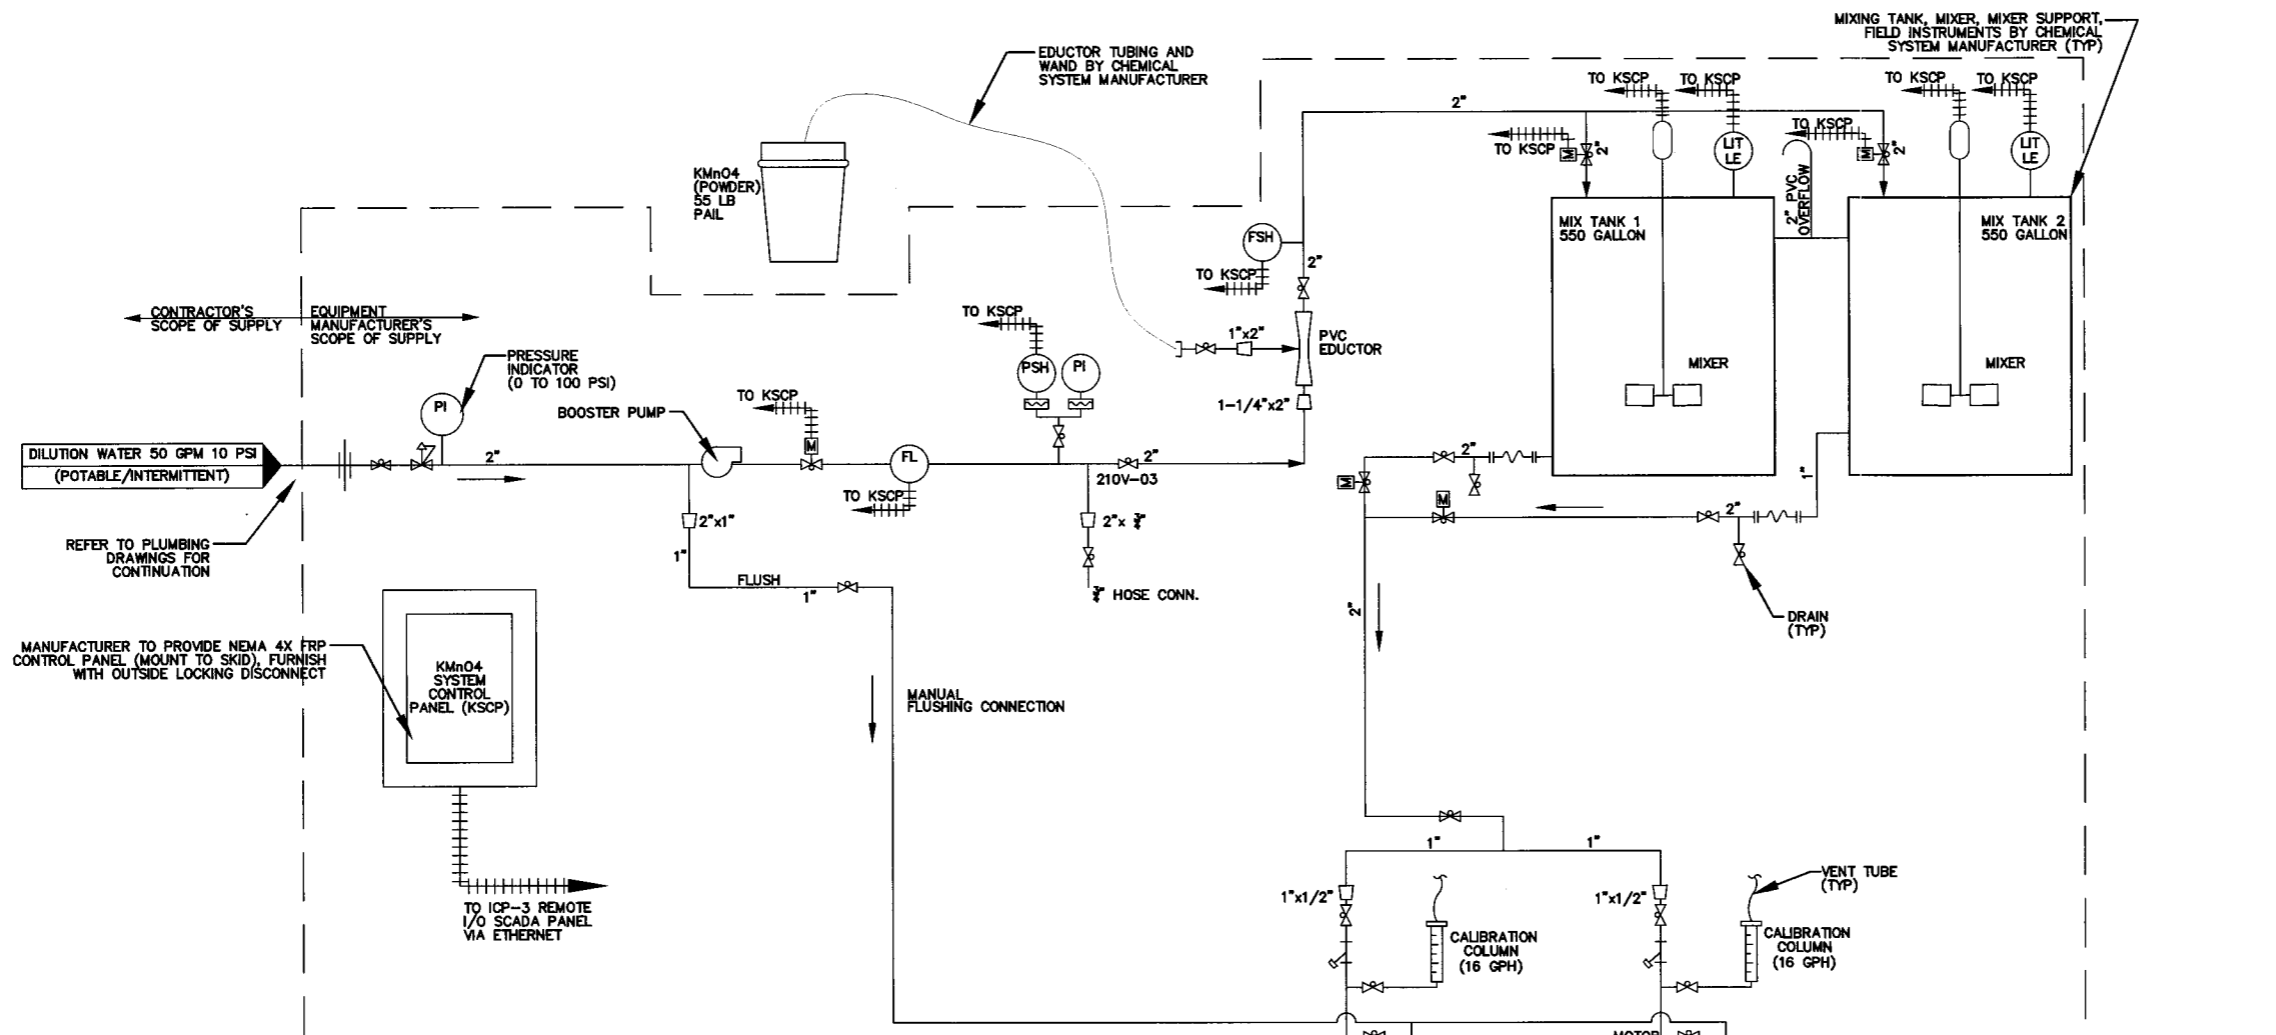 MIXING TANK, MIXER, MIXER SUPPORT,
FIELD INSTRUMENTS BY CHEMICAL
SYSTEM MANUFACTURER (TYP)
EDUCTOR TUBING AND
WAND BY CHEMICAL
SYSTEM MANUFACTURER
TO KSCP
TO KSCP
TO KSCP
TO KSCP
2"
TO KSCP
TO KSCP
M
2"
M
2"
LIT
LE
LIT
LE
KMnO4
(POWDER)
55 LB
PAIL
2" PVC
OVERFLOW
MIX TANK 1
550 GALLON
MIX TANK 2
550 GALLON
FSH
2"
TO KSCP
CONTRACTOR'S
SCOPE OF SUPPLY
EQUIPMENT
MANUFACTURER'S
SCOPE OF SUPPLY
TO KSCP
1"x2"
PVC
EDUCTOR
PRESSURE
INDICATOR
(0 TO 100 PSI)
PSH
PI
MIXER
MIXER
PI
BOOSTER PUMP
TO KSCP
M
1-1/4"x2"
DILUTION WATER 50 GPM 10 PSI
(POTABLE/INTERMITTENT)
2"
FL
TO KSCP
2"
210V-03
2"
M
M
1"
2"
2"x1"
2"x ¾"
REFER TO PLUMBING
DRAWINGS FOR
CONTINUATION
1"
FLUSH
1"
¾" HOSE CONN.
2"
DRAIN
(TYP)
MANUFACTURER TO PROVIDE NEMA 4X FRP
CONTROL PANEL (MOUNT TO SKID), FURNISH
WITH OUTSIDE LOCKING DISCONNECT
KMnO4
SYSTEM
CONTROL
PANEL (KSCP)
MANUAL
FLUSHING CONNECTION
1"
1"
VENT TUBE
(TYP)
1"x1/2"
1"x1/2"
TO ICP-3 REMOTE
I/O SCADA PANEL
VIA ETHERNET
CALIBRATION
COLUMN
(16 GPH)
CALIBRATION
COLUMN
(16 GPH)
MOTOR